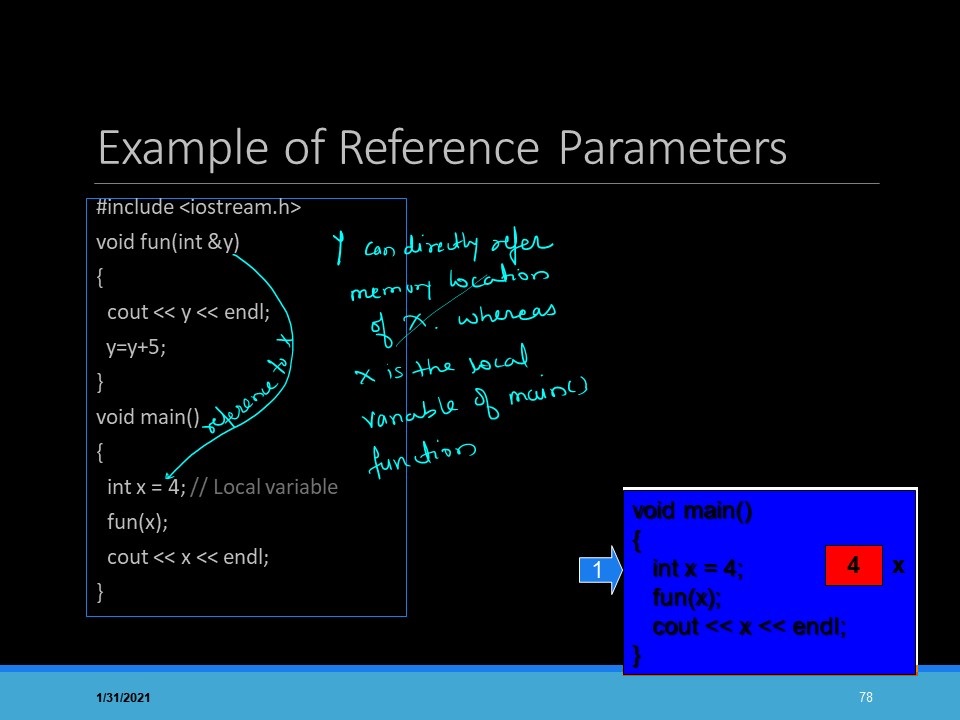 Example of Reference Parameters
#include <iostream.h>
void fun(int &y)
{
cout << y << endl;
y=y+5;
}
void main()
{
int x = 4; // Local variable
fun(x);
cout << x << endl;
}
reference to x
Y can directly refer
memory location
of x. whereas
x is the local
variable of main()
function
1
void main()
{
int x = 4;
fun(x);
cout << x << endl;
}
4 x
1/31/2021
78